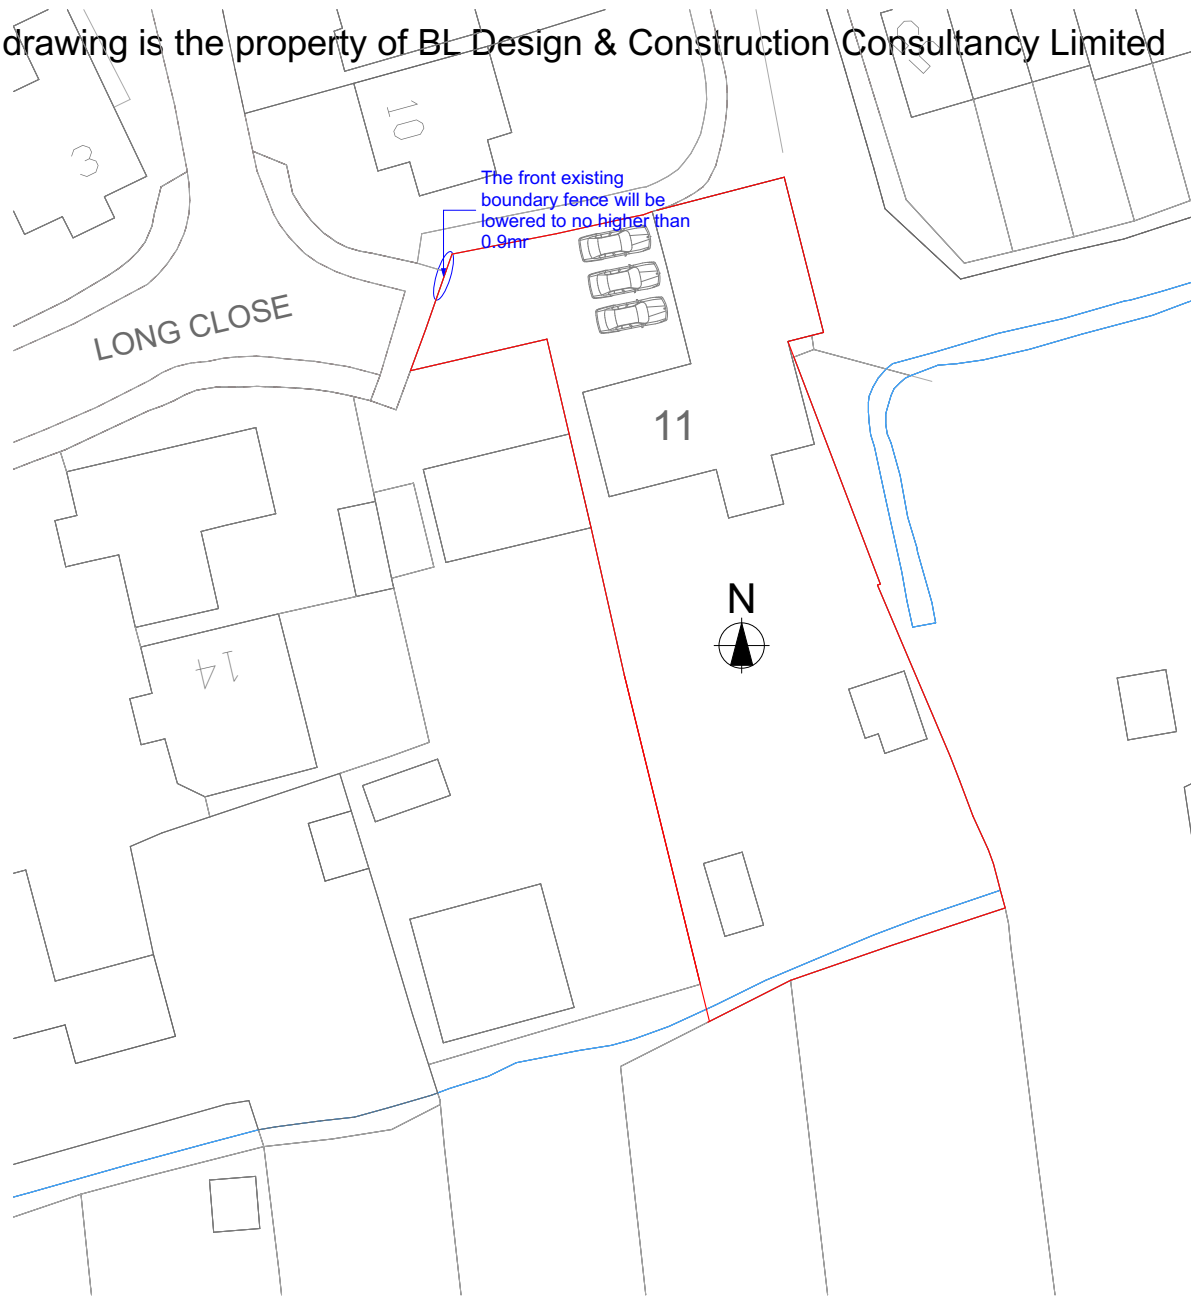 drawing is the property of BL Design & Construction Consultancy Limited
10
3
The front existing
boundary fence will be
lowered to no higher than
0.9mr
LONG CLOSE
11
N
14